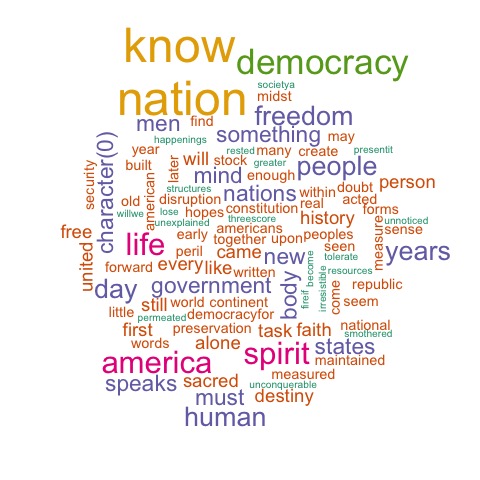 know
democracy
societya
nation
midst
freedom
men
find
something
may
happenings
year
rested
many
create
presentit
will
stock
greater
people
built
later
mind
enough
person
security
character(0)
american
structures
nations
within
doubt
acted
old
disruption
constitution
real
forms
willwe
lose
hopes
threescore
history
unnoticed
free
unexplained
americans
measure
sense
life
early
together
upon
peoples
united
peril
came
new
seen
years
tolerate
forward
every
like
written
become
resources
day
government
body
fireif
irresistible
come
republic
still
world
continent
seem
little
permeated
democracyfor
first
preservation
task
faith
national
smothered
words
alone
spirit
states
america
maintained
measured
speaks
sacred
unconquerable
must
destiny
human